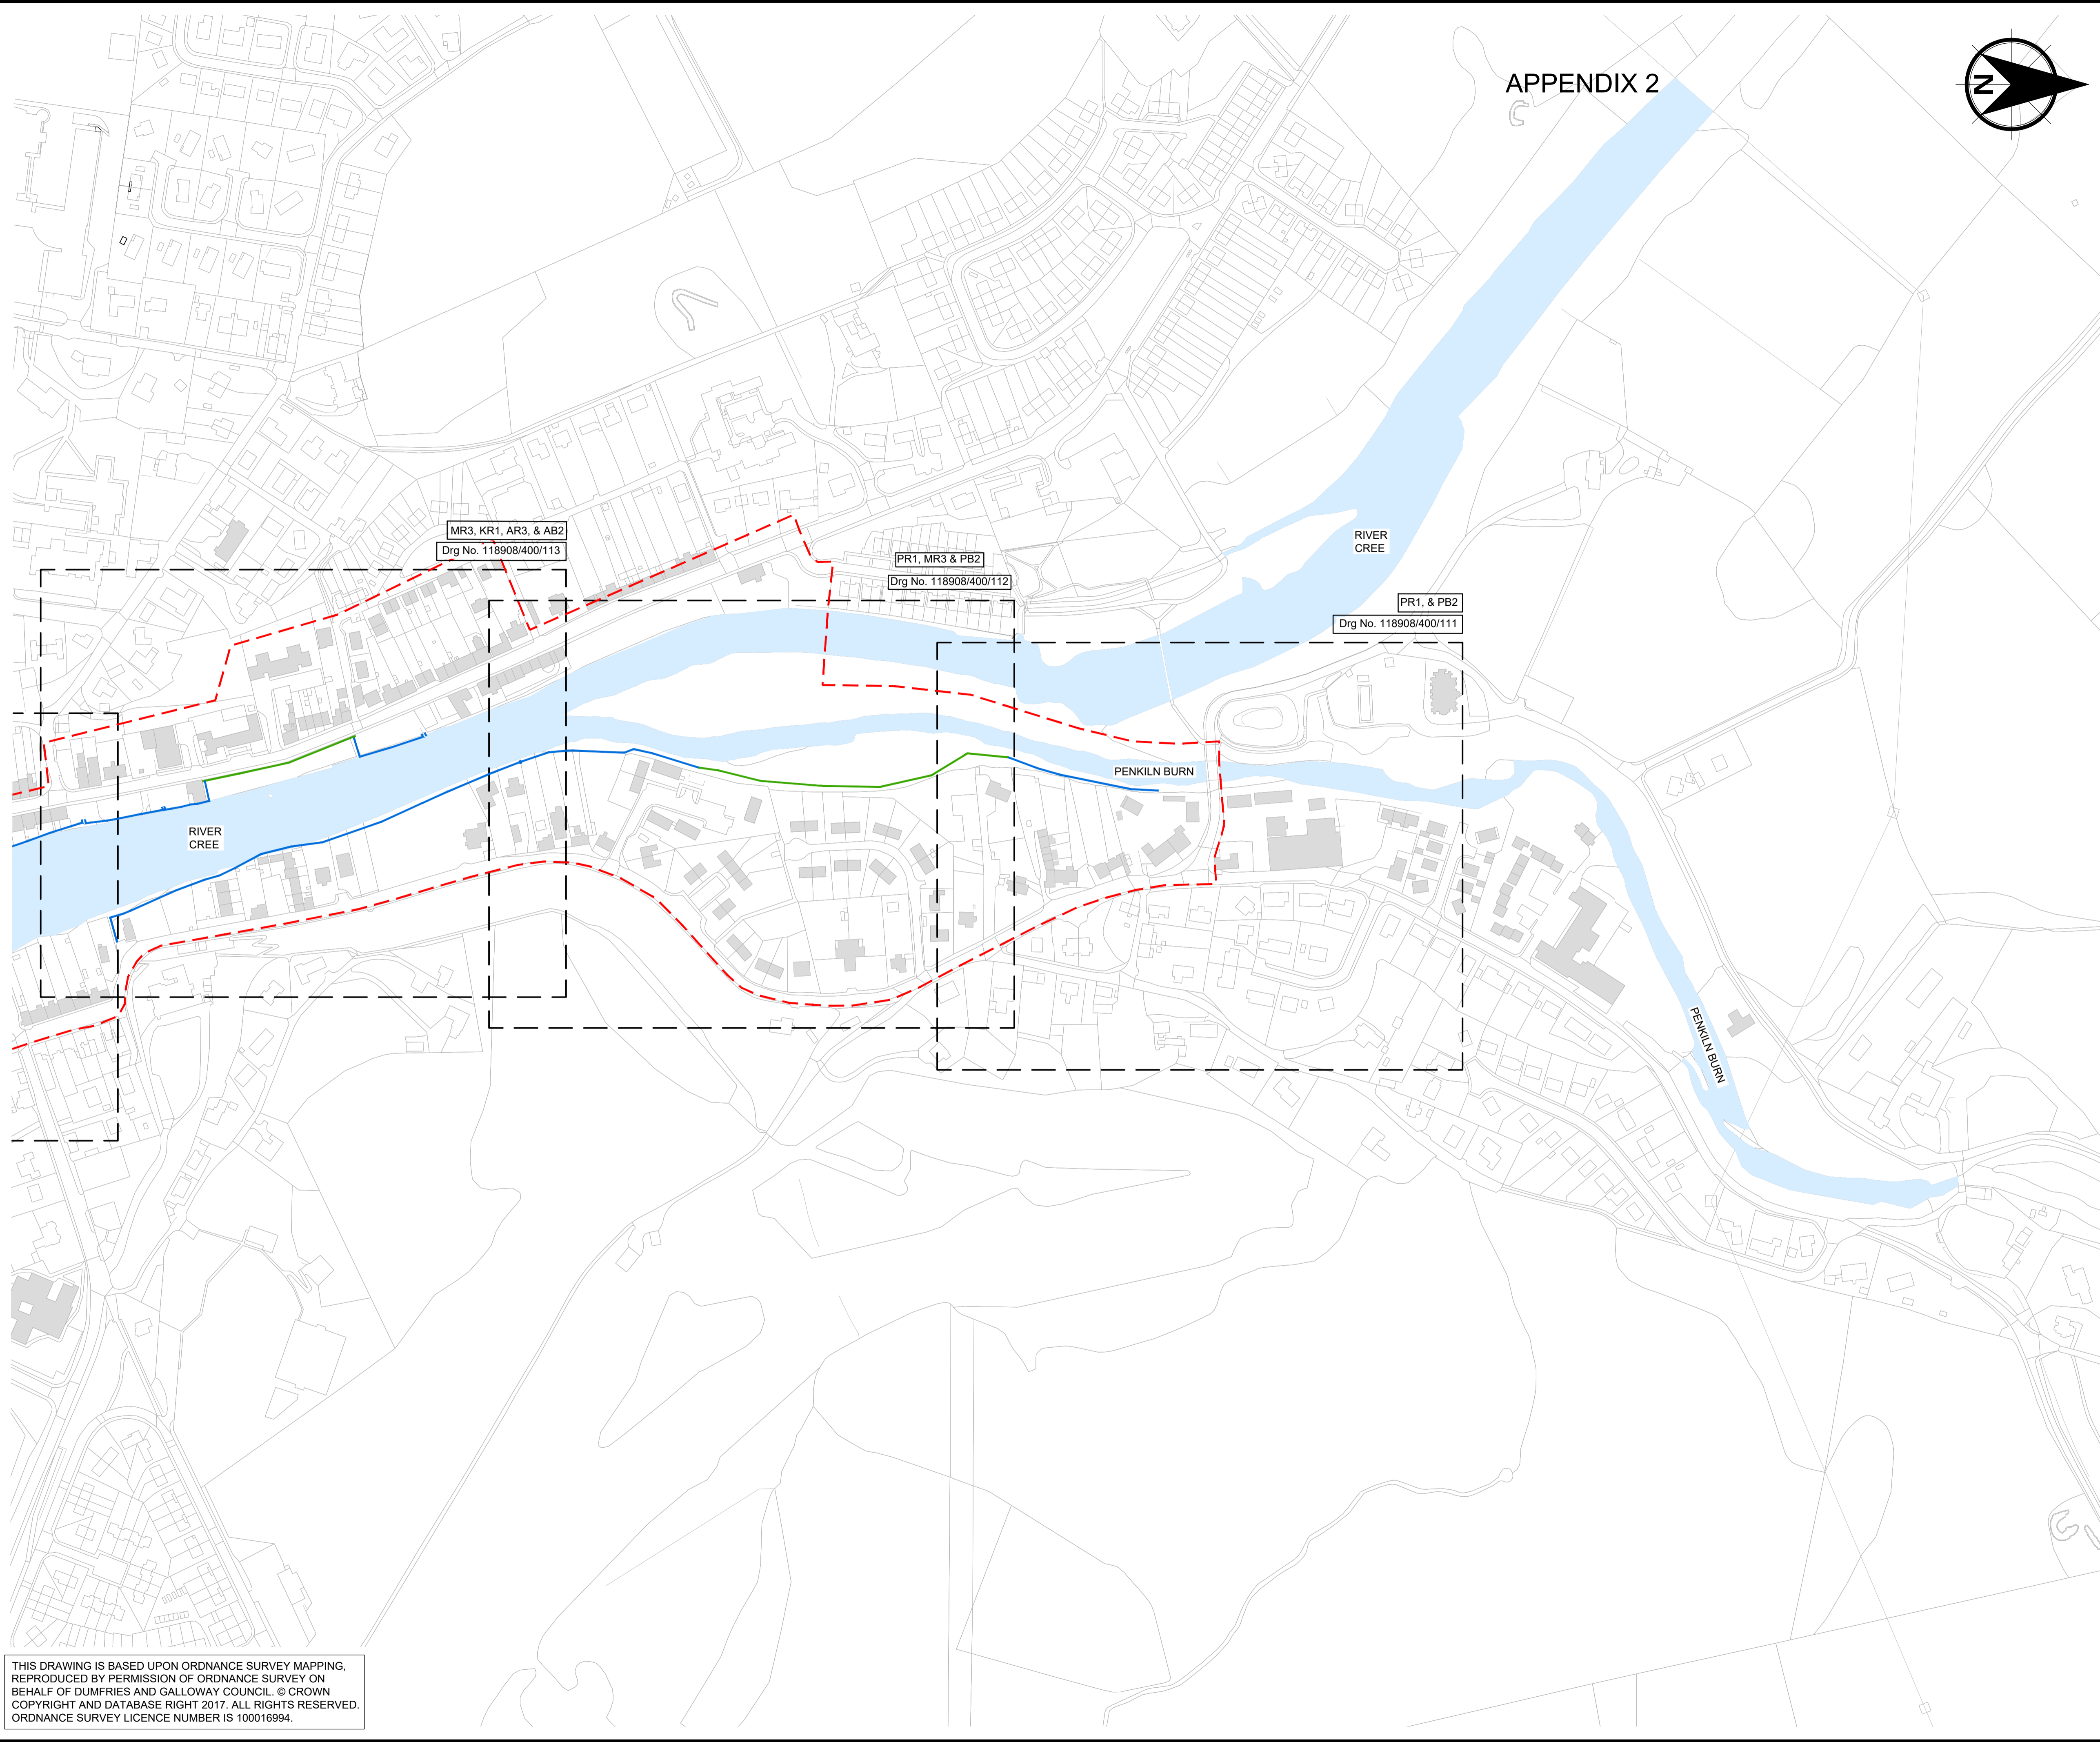 APPENDIX 2
N
MR3, KR1, AR3, & AB2
Drg No. 118908/400/113
PR1, MR3 & PB2
Drg No. 118908/400/112
RIVER
CREE
PR1, & PB2
Drg No. 118908/400/111
PENKILN BURN
RIVER
CREE
PENKILN BURN
THIS DRAWING IS BASED UPON ORDNANCE SURVEY MAPPING,
REPRODUCED BY PERMISSION OF ORDNANCE SURVEY ON
BEHALF OF DUMFRIES AND GALLOWAY COUNCIL. © CROWN
COPYRIGHT AND DATABASE RIGHT 2017. ALL RIGHTS RESERVED.
ORDNANCE SURVEY LICENCE NUMBER IS 100016994.